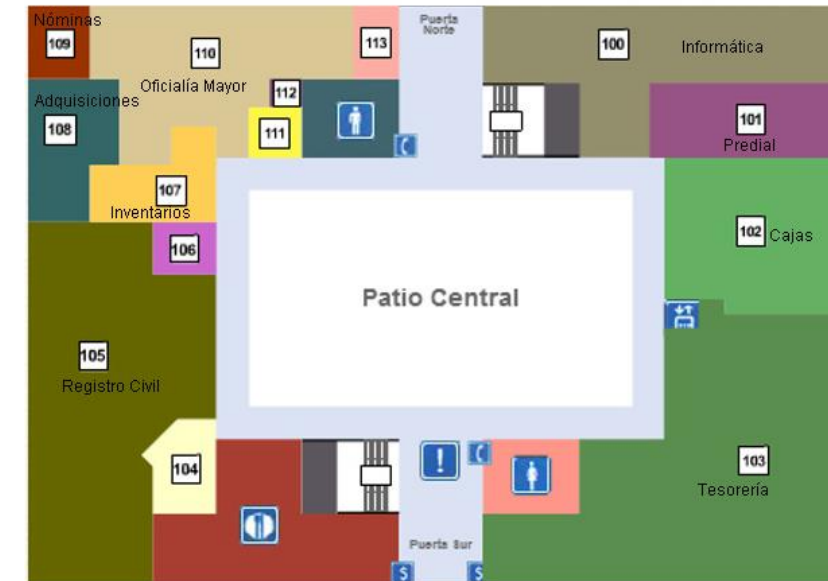 Nóminas
109
110
Oficialía Mayor
113
Puerta
Norte
100
Informática
Adquisiciones
108
112
111
101
Predial
107
Inventarios
106
102 Cajas
Patio Central
105
Registro Civil
104
103
Tesorería
!
Puerta Sur
S
S